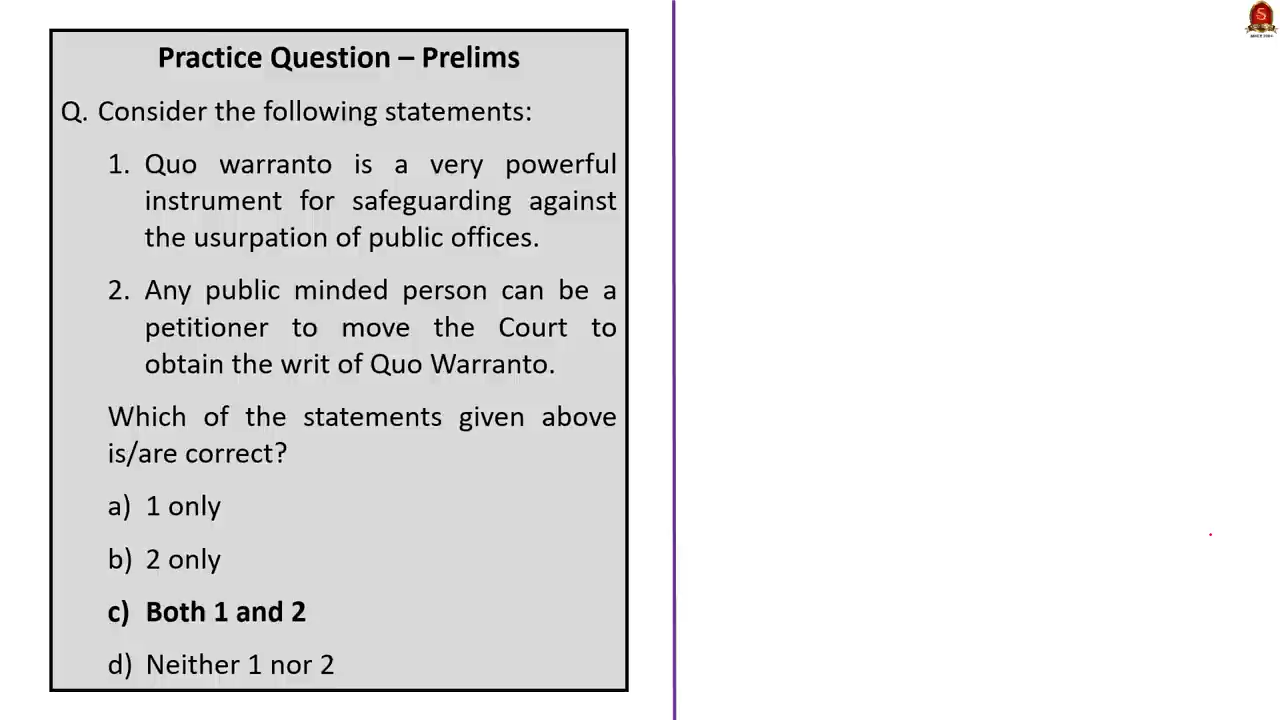 Practice Question – Prelims
Q. Consider the following statements:
1. Quo warranto is a very powerful
instrument for safeguarding against
the usurpation of public offices.
2. Any public minded person can be a
petitioner to move the Court to
obtain the writ of Quo Warranto.
Which of the statements given above
is/are correct?
a) 1 only
b) 2 only
c) Both 1 and 2
d) Neither 1 nor 2
S